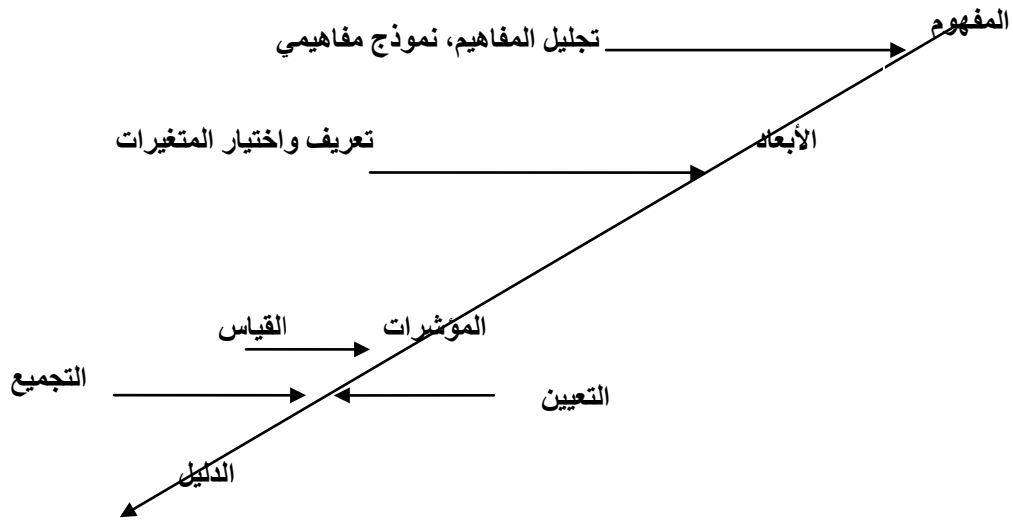 المفهوم
تجليل المفاهيم، نموذج مفاهيمي
الأبعاد
تعريف واختيار المتغيرات
المؤشرات
القياس
التجميع
التعيين
الدليل